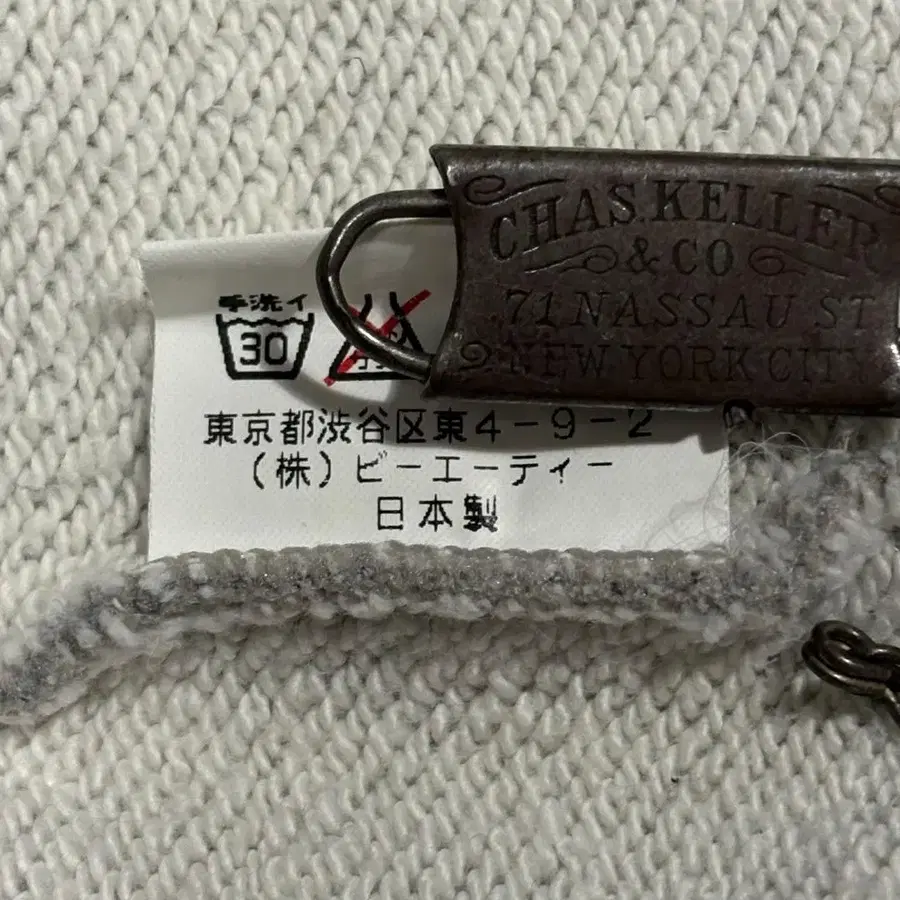 手洗イ
30
CHAS. KELLER
& CO
71 NASSAU ST
NEW YORK CITY
東京都渋谷区東4-9-2
(株)ビーエーティー
日本製